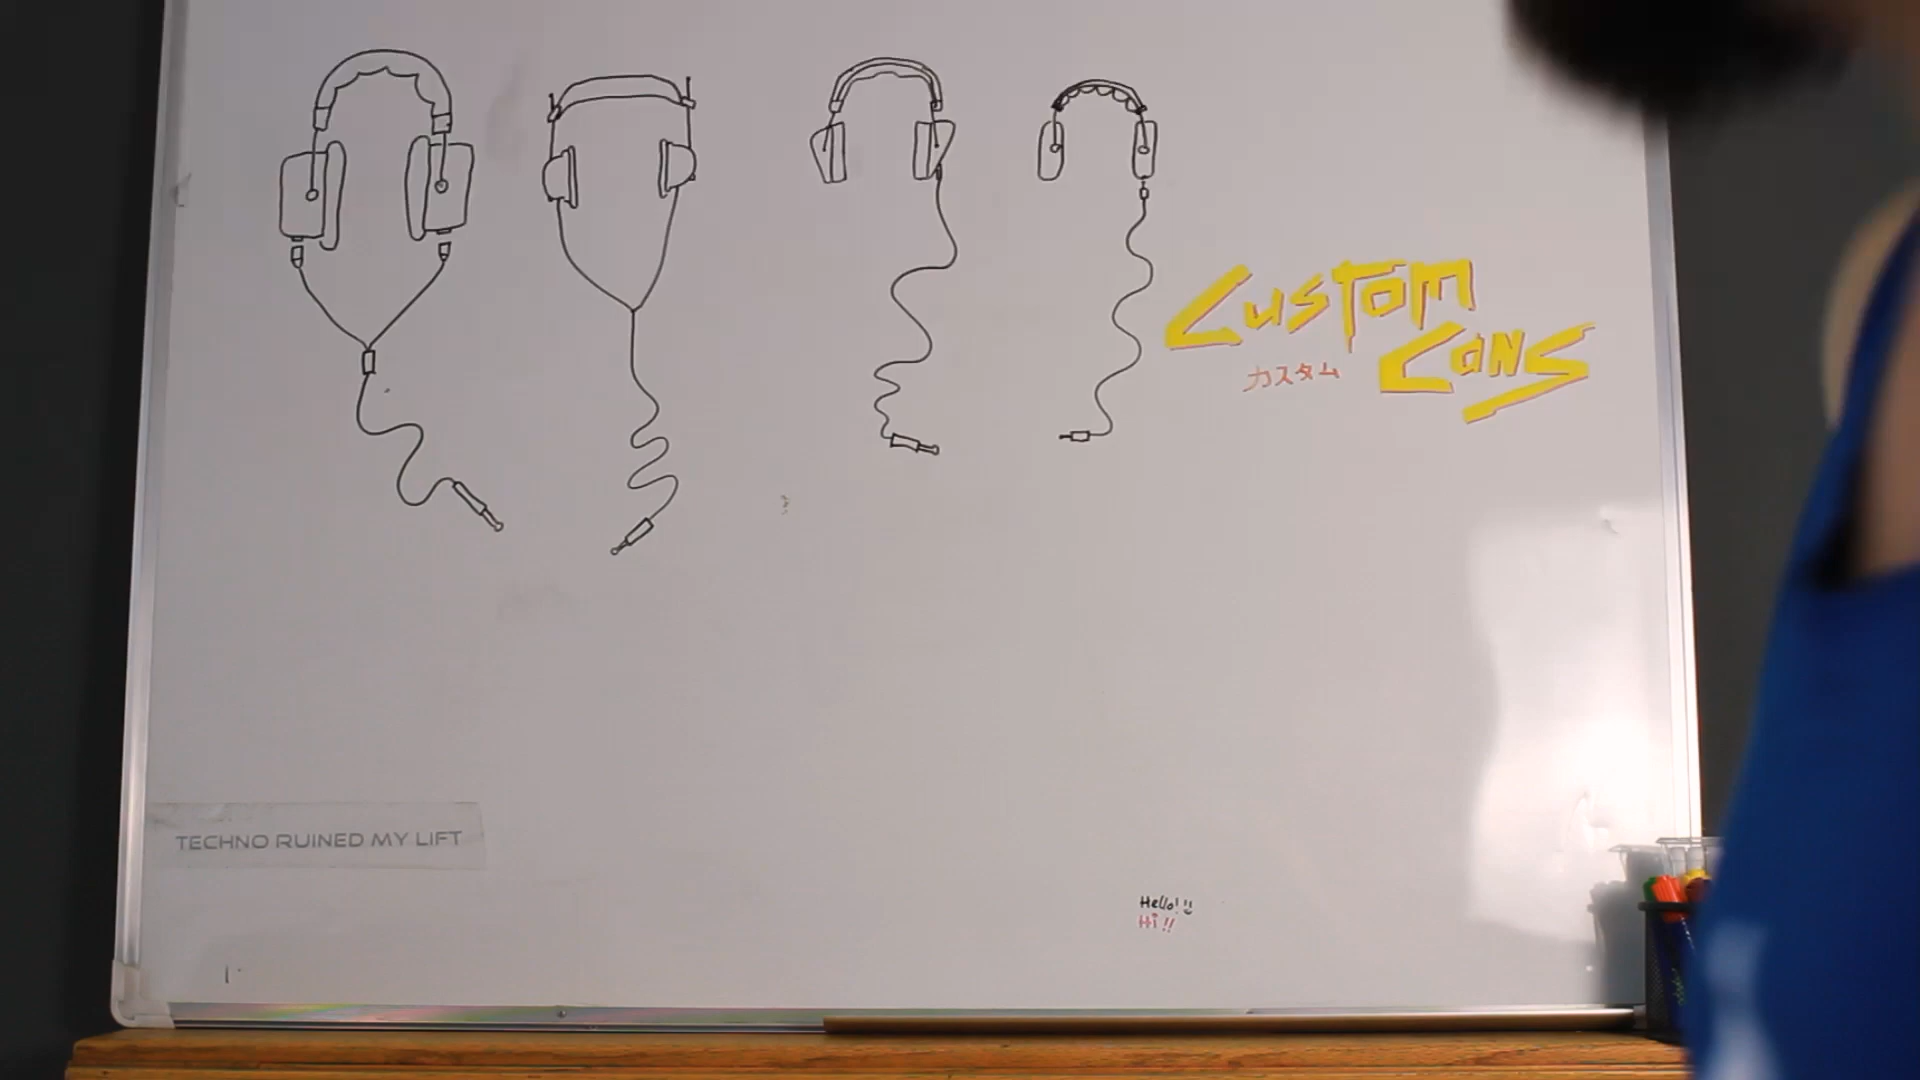 Custom
Cans
カスタム
TECHNO RUINED MY LIFT
Hello!!
Hi!!